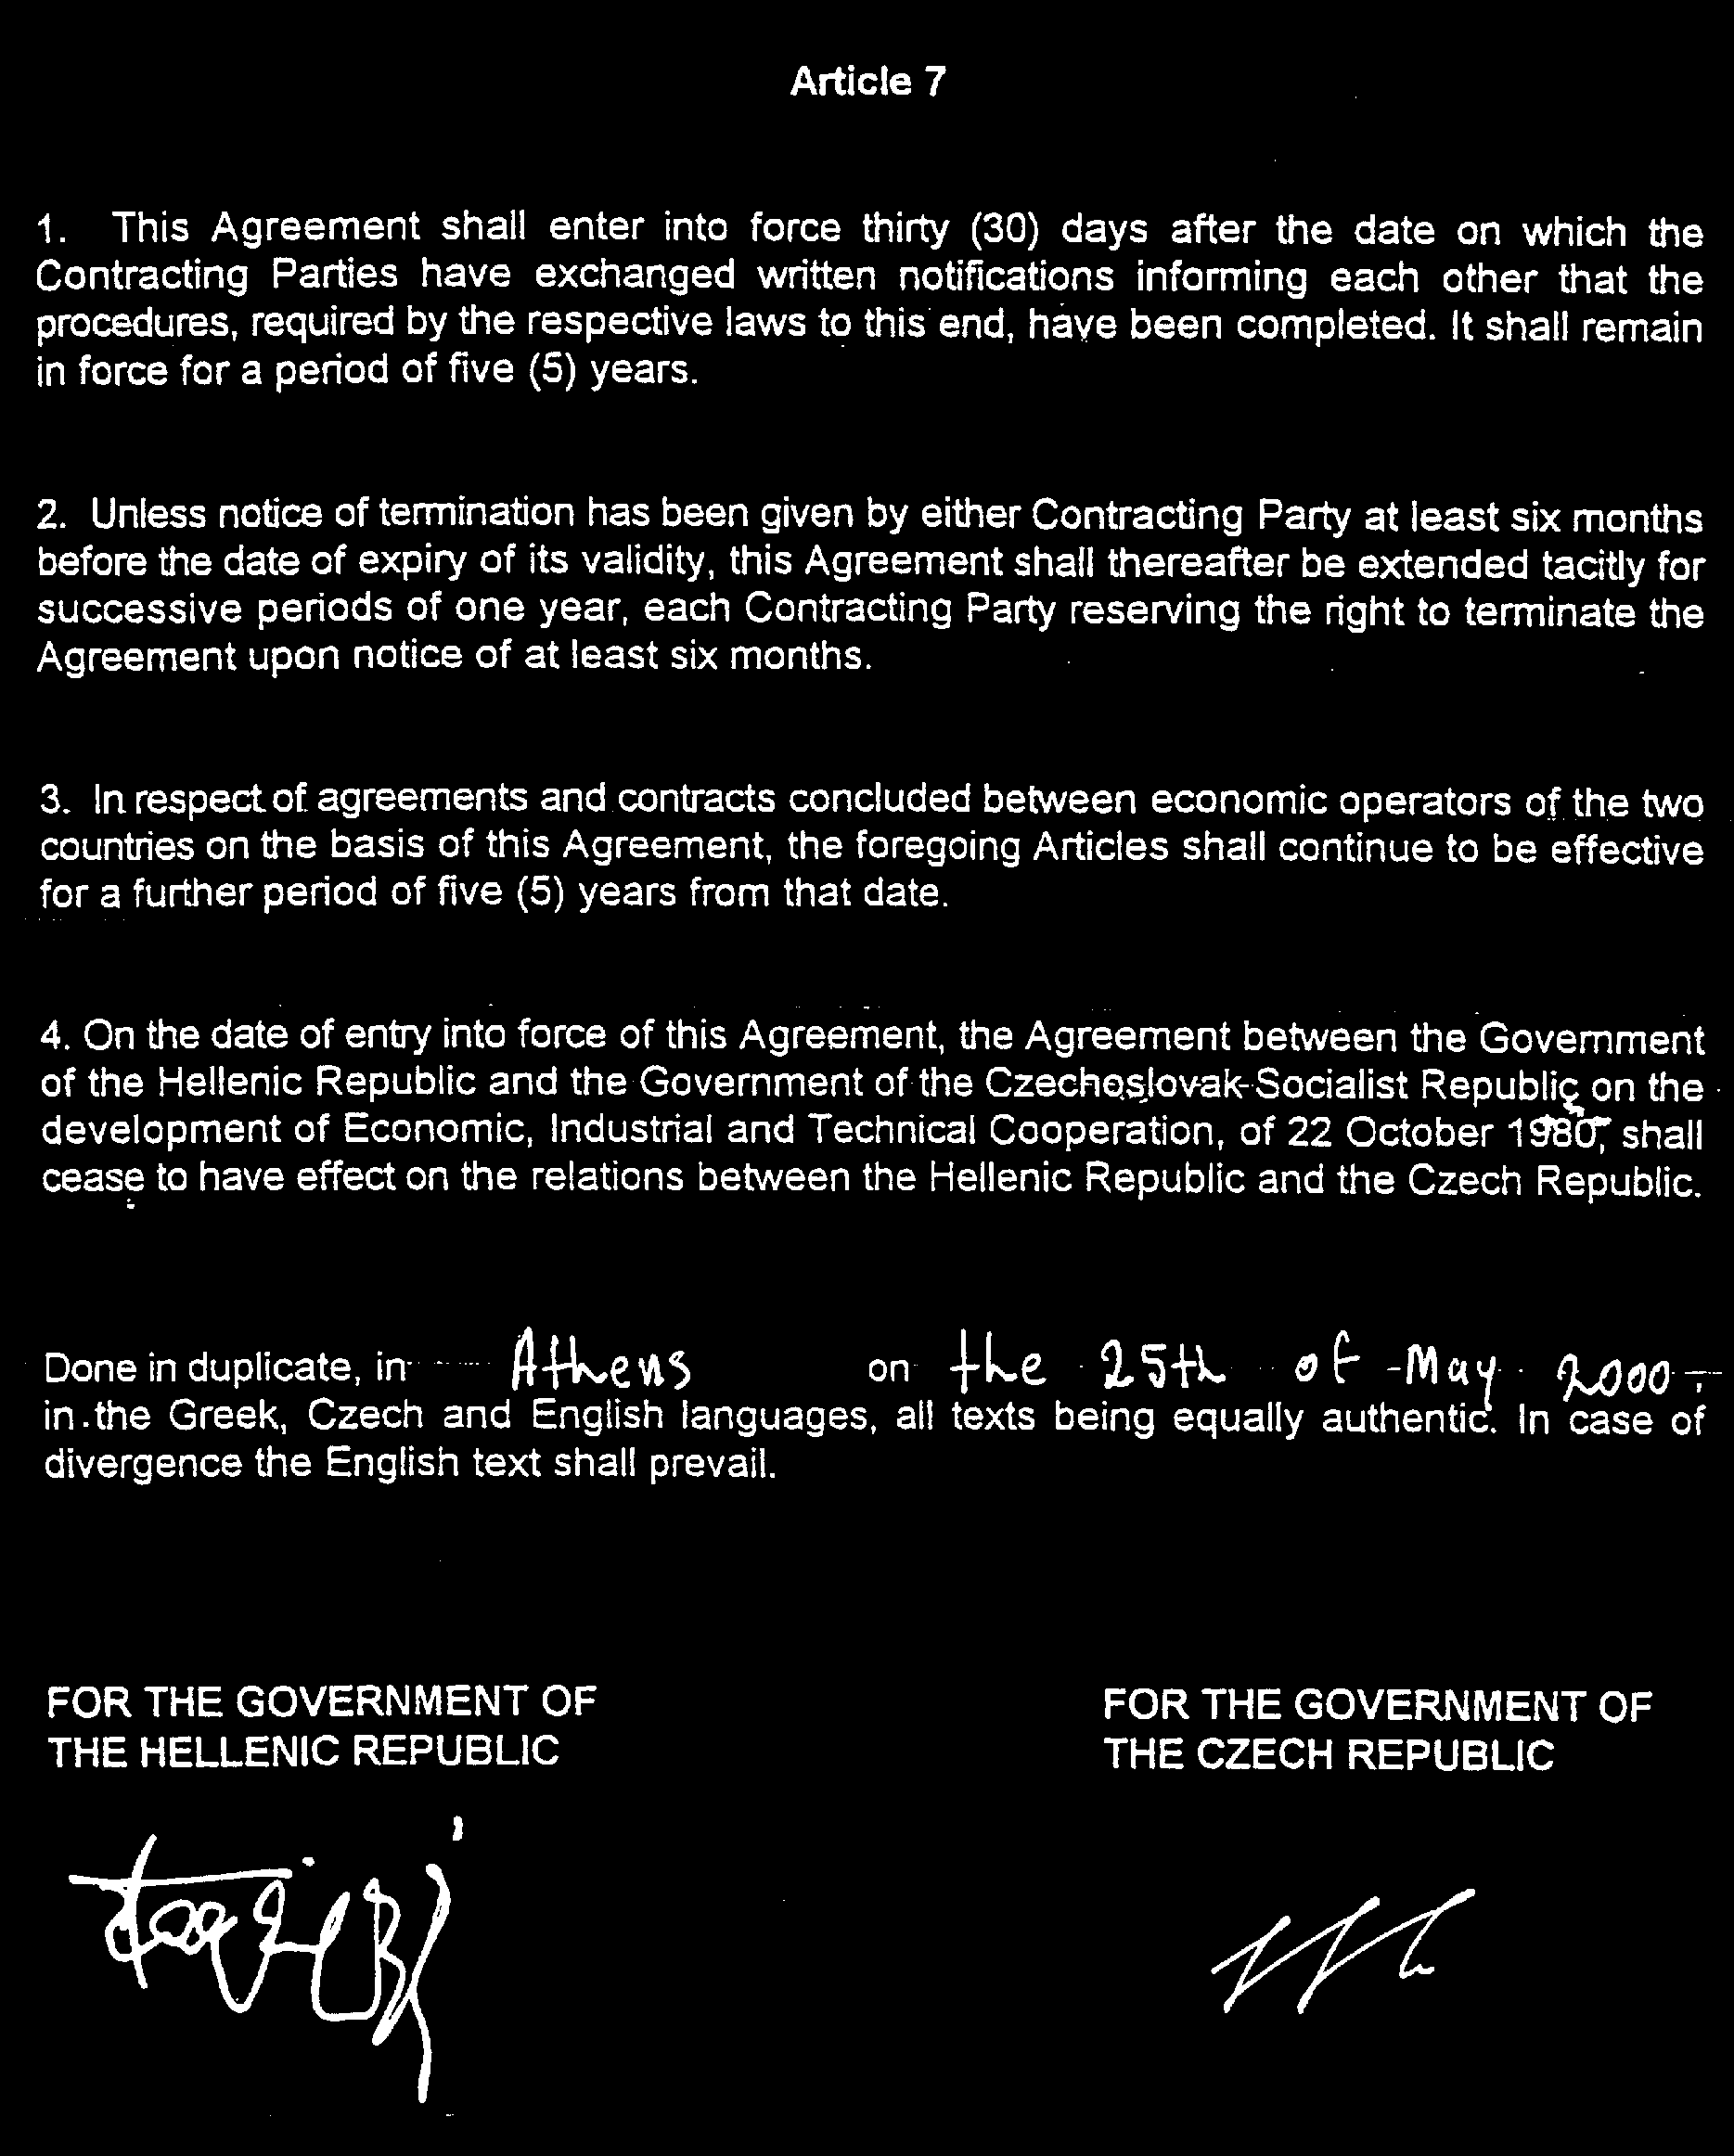 Article 7
1. This Agreement shall enter into force thirty (30) days after the date on which the
Contracting Parties have exchanged written notifications informing each other that the
procedures, required by the respective laws to this end, have been completed. It shall remain
in force for a period of five (5) years.
2. Unless notice of termination has been given by either Contracting Party at least six months
before the date of expiry of its validity, this Agreement shall thereafter be extended tacitly for
successive periods of one year, each Contracting Party reserving the right to terminate the
Agreement upon notice of at least six months.
3. In respect of agreements and contracts concluded between economic operators of the two
countries on the basis of this Agreement, the foregoing Articles shall continue to be effective
for a further period of five (5) years from that date.
4. On the date of entry into force of this Agreement, the Agreement between the Government
of the Hellenic Republic and the Government of the Czechoslovak Socialist Republic on the
development of Economic, Industrial and Technical Cooperation, of 22 October 1980, shall
cease to have effect on the relations between the Hellenic Republic and the Czech Republic.
Done in duplicate, in Athens on the 25th of May 2000
in the Greek, Czech and English languages, all texts being equally authentic. In case of
divergence the English text shall prevail.
FOR THE GOVERNMENT OF
THE HELLENIC REPUBLIC
FOR THE GOVERNMENT OF
THE CZECH REPUBLIC